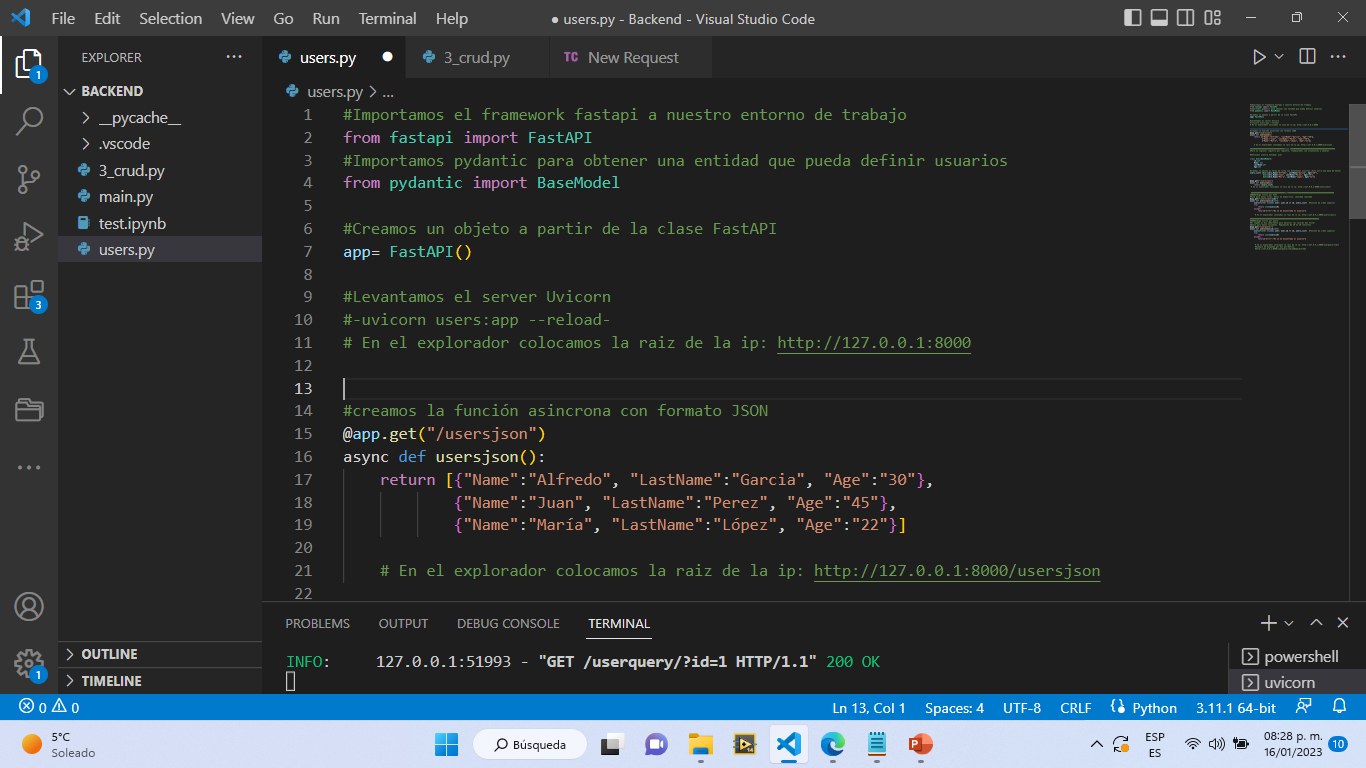 File Edit Selection View Go Run Terminal Help
● users.py - Backend - Visual Studio Code
EXPLORER
BACKEND
__pycache__
.vscode
3_crud.py
main.py
test.ipynb
users.py
OUTLINE
TIMELINE
1
3
1
users.py
3_crud.py
TC New Request
users.py > ...
1 #Importamos el framework fastapi a nuestro entorno de trabajo
2 from fastapi import FastAPI
3 #Importamos pydantic para obtener una entidad que pueda definir usuarios
4 from pydantic import BaseModel
5
6 #Creamos un objeto a partir de la clase FastAPI
7 app= FastAPI()
8
9 #Levantamos el server Uvicorn
10 #-uvicorn users:app --reload-
11 # En el explorador colocamos la raiz de la ip: http://127.0.0.1:8000
12
13
14 #creamos la función asincrona con formato JSON
15 @app.get("/usersjson")
16 async def usersjson():
17 return [{"Name":"Alfredo", "LastName":"Garcia", "Age":"30"},
18 {"Name":"Juan", "LastName":"Perez", "Age":"45"},
19 {"Name":"María", "LastName":"López", "Age":"22"}]
20
21 # En el explorador colocamos la raiz de la ip: http://127.0.0.1:8000/usersjson
22
PROBLEMS OUTPUT DEBUG CONSOLE TERMINAL
INFO: 127.0.0.1:51993 - "GET /userquery/?id=1 HTTP/1.1" 200 OK
powershell
uvicorn
0 0
Ln 13, Col 1 Spaces: 4 UTF-8 CRLF Python 3.11.1 64-bit
5°C
Soleado
Búsqueda
ESP
ES
08:28 p. m.
16/01/2023
10